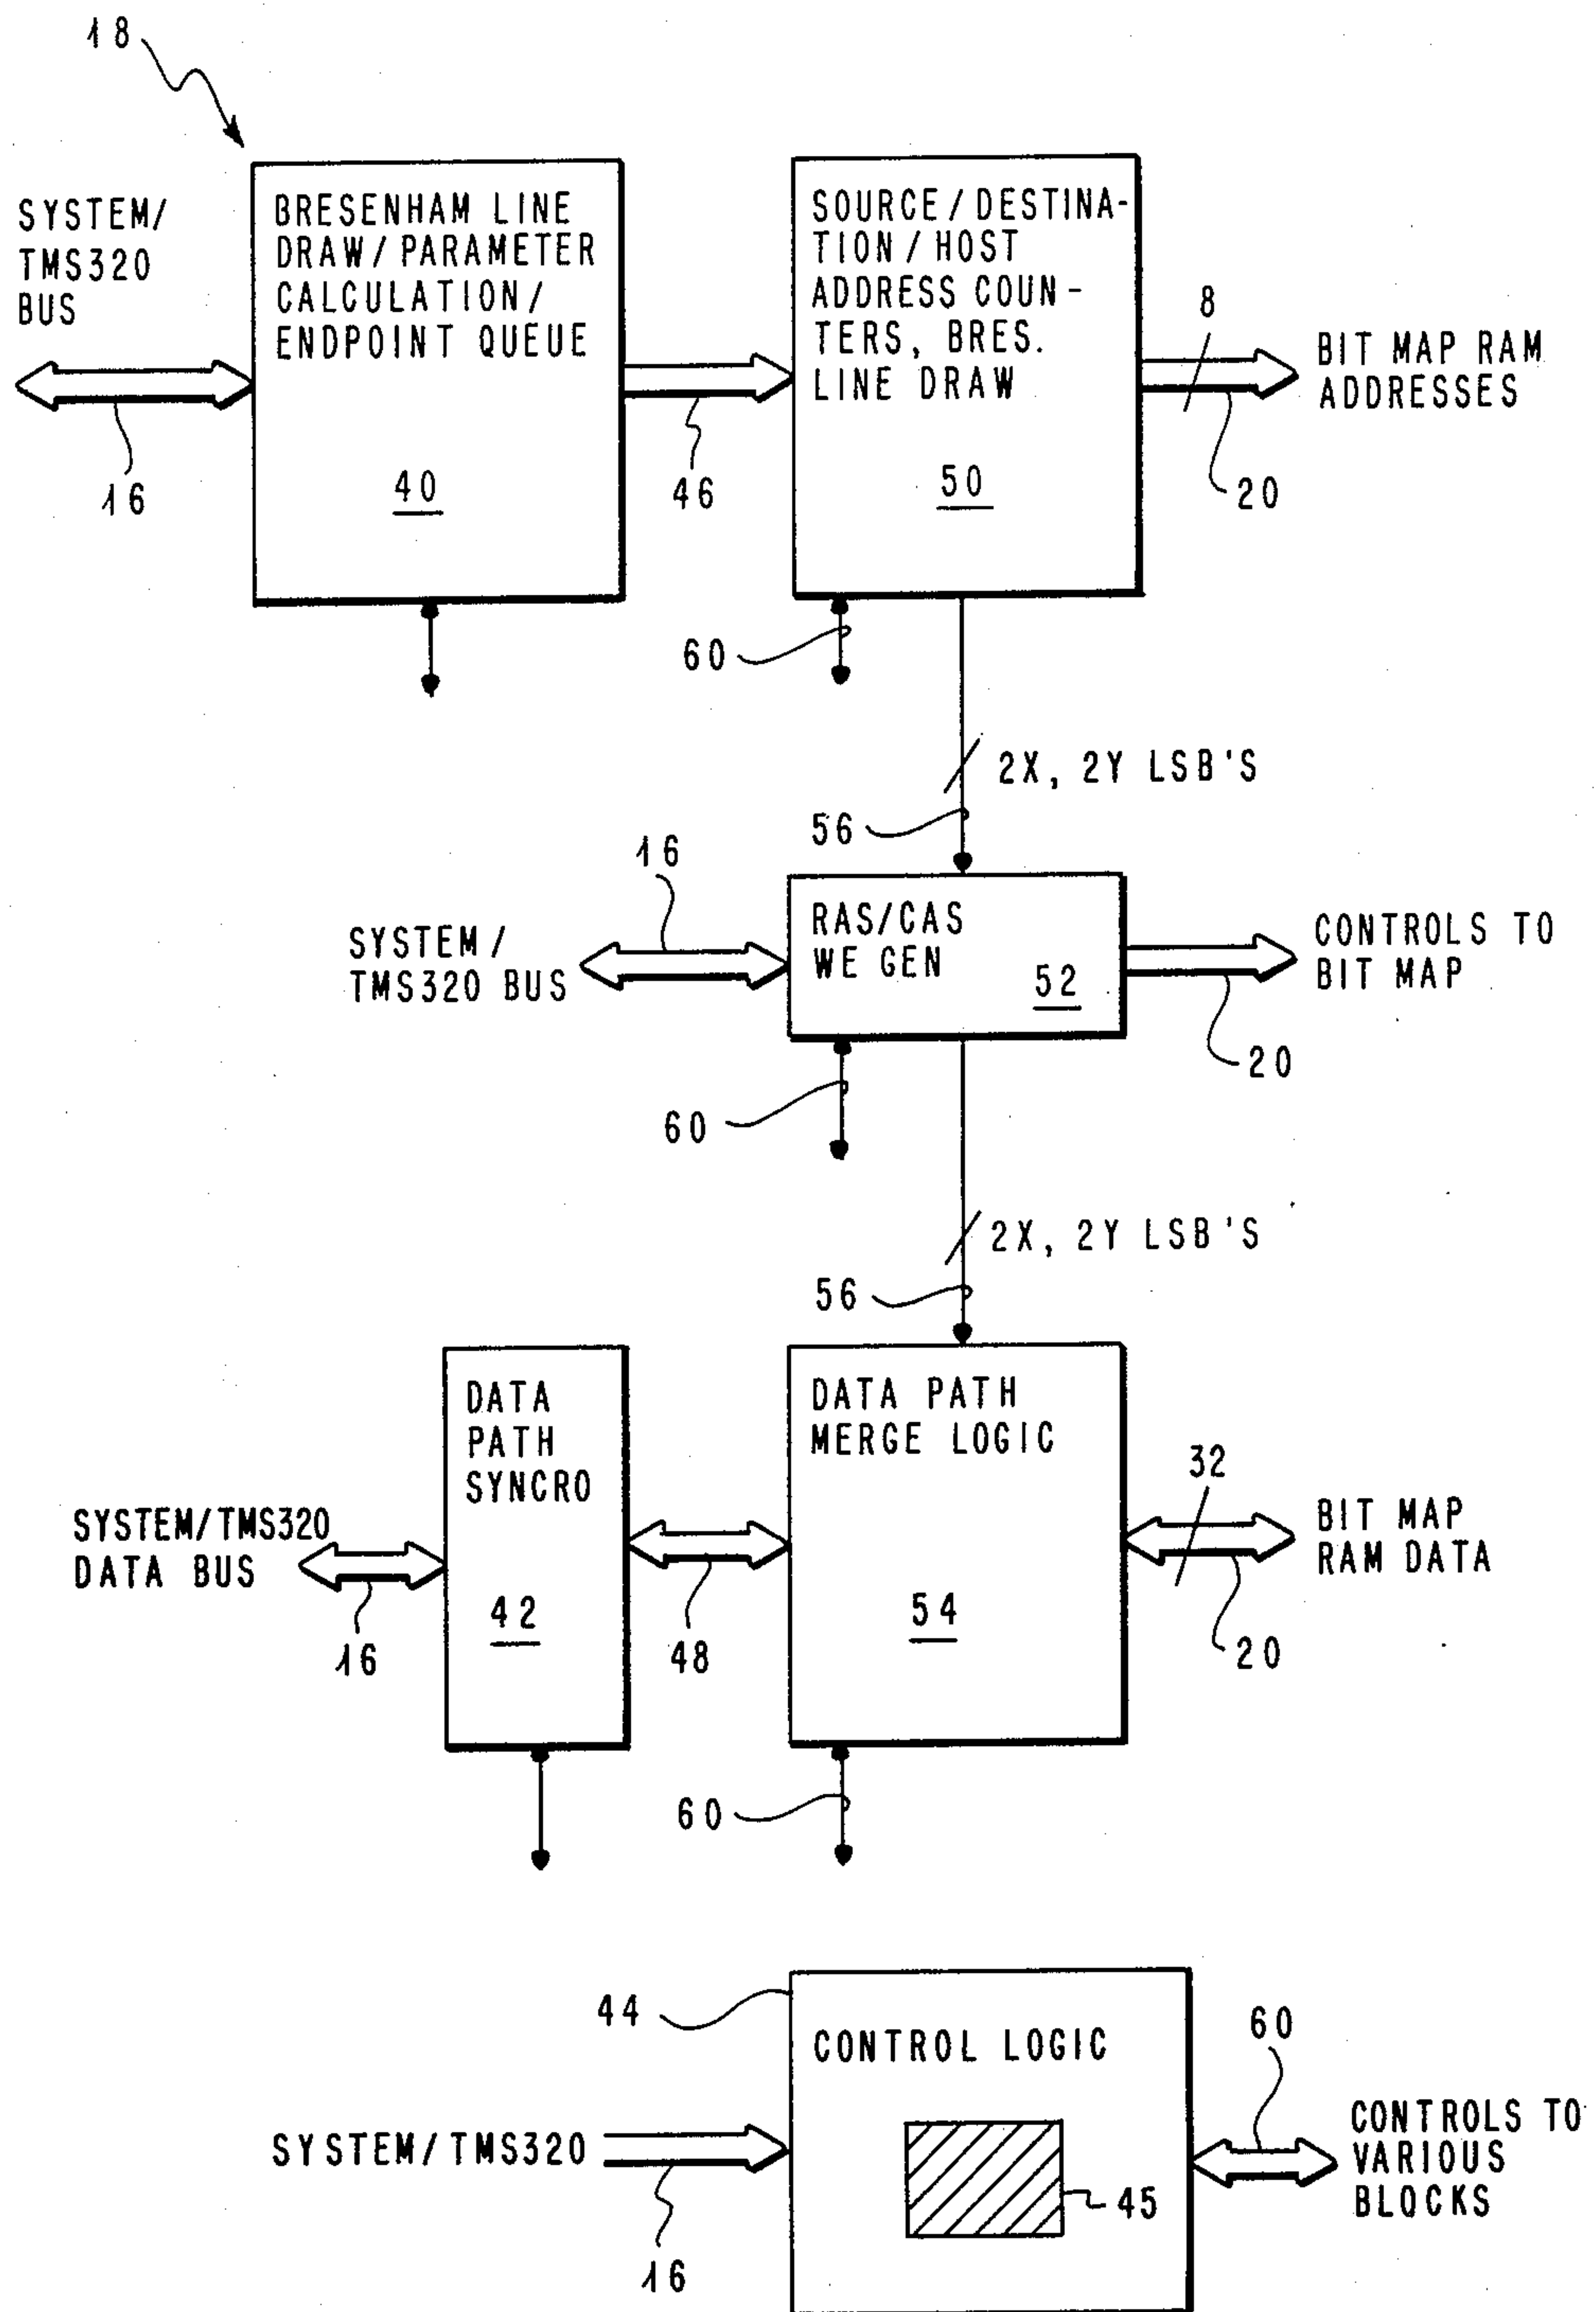 18
SYSTEM/
TMS320
BUS
16
BRESENHAM LINE
DRAW/PARAMETER
CALCULATION/
ENDPOINT QUEUE
40
46
SOURCE/DESTINA-
TION/HOST
ADDRESS COUN-
TERS, BRES.
LINE DRAW
50
8
BIT MAP RAM
ADDRESSES
20
60
2X, 2Y LSB'S
56
16
SYSTEM/
TMS320 BUS
RAS/CAS
WE GEN
52
CONTROLS TO
BIT MAP
20
60
2X, 2Y LSB'S
56
DATA
PATH
SYNCRO
42
SYSTEM/TMS320
DATA BUS
16
48
DATA PATH
MERGE LOGIC
54
32
BIT MAP
RAM DATA
20
60
44
CONTROL LOGIC
45
SYSTEM/TMS320
16
60
CONTROLS TO
VARIOUS
BLOCKS